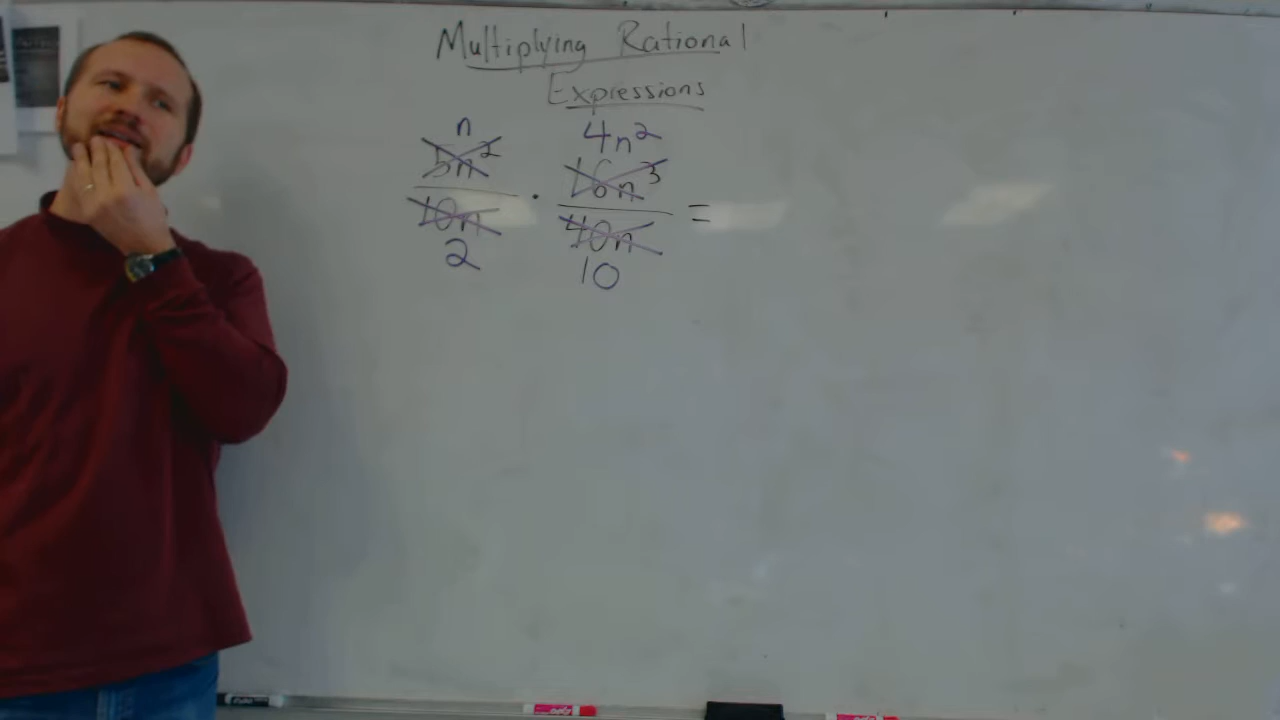 Multiplying Rational
Expressions
n 4n²
5n² 16n³
· =
10n 40n
2 10